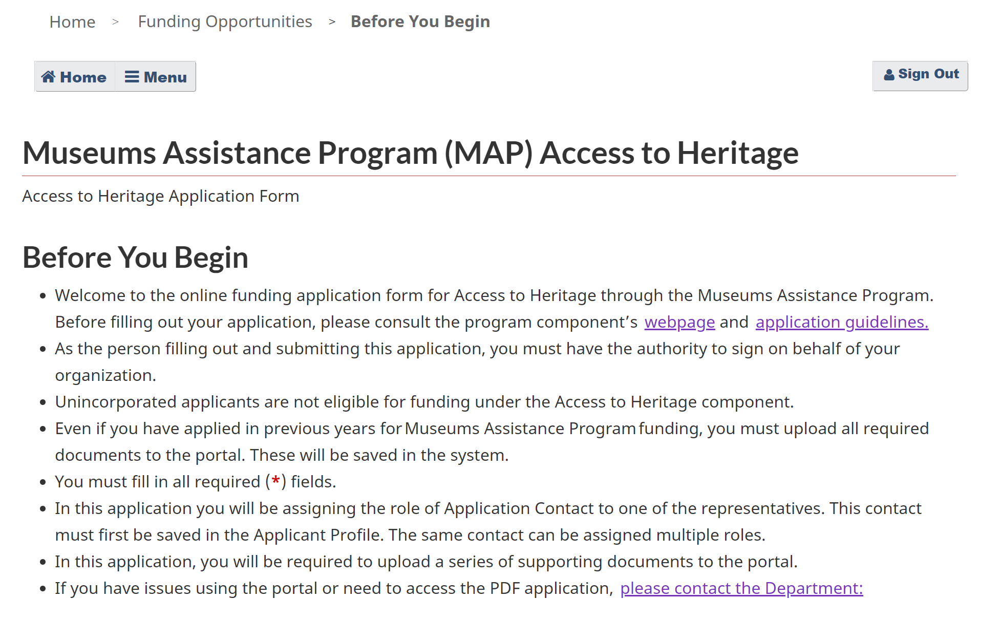 Home > Funding Opportunities > Before You Begin
Home Menu Sign Out
Museums Assistance Program (MAP) Access to Heritage
Access to Heritage Application Form
Before You Begin
• Welcome to the online funding application form for Access to Heritage through the Museums Assistance Program.
Before filling out your application, please consult the program component’s webpage and application guidelines.
• As the person filling out and submitting this application, you must have the authority to sign on behalf of your
organization.
• Unincorporated applicants are not eligible for funding under the Access to Heritage component.
• Even if you have applied in previous years for Museums Assistance Program funding, you must upload all required
documents to the portal. These will be saved in the system.
• You must fill in all required (*) fields.
• In this application you will be assigning the role of Application Contact to one of the representatives. This contact
must first be saved in the Applicant Profile. The same contact can be assigned multiple roles.
• In this application, you will be required to upload a series of supporting documents to the portal.
• If you have issues using the portal or need to access the PDF application, please contact the Department: